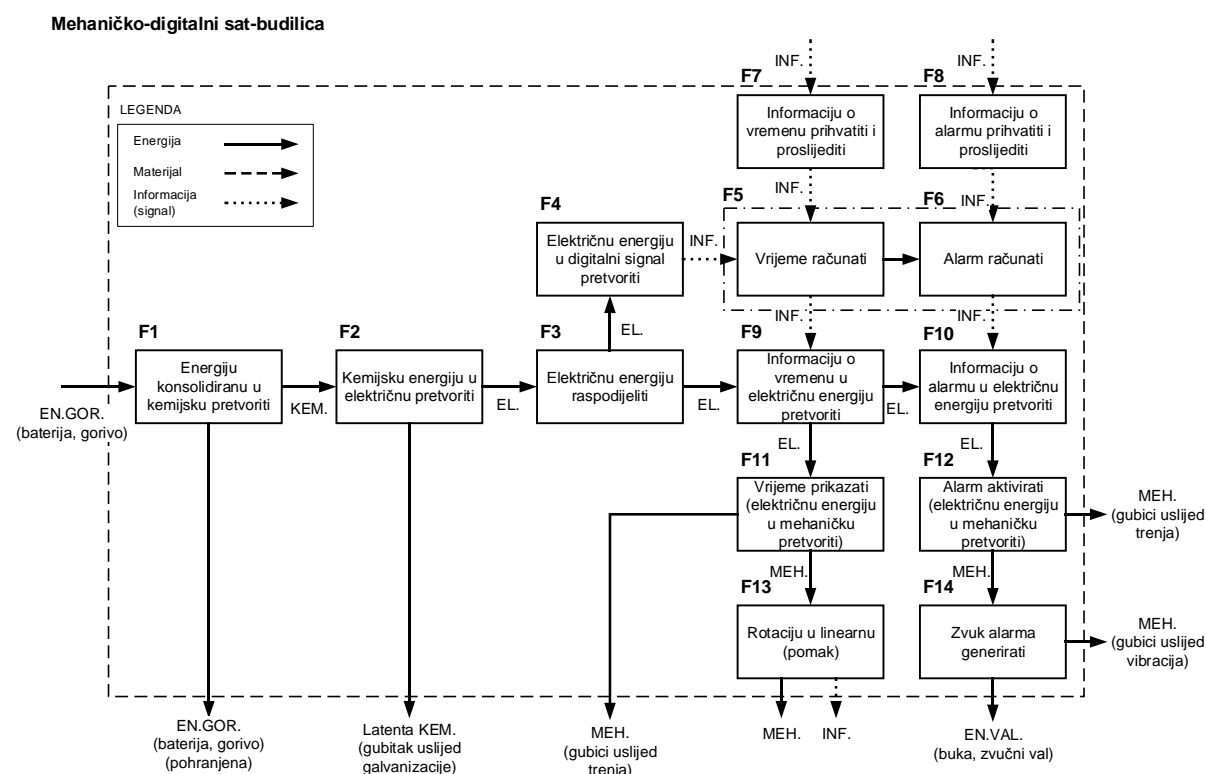 Mehaničko-digitalni sat-budilica
LEGENDA
Energija
Materijal
Informacija
(signal)
INF.
INF.
F7
F8
Informaciju o
vremenu prihvatiti i
proslijediti
Informaciju o
alarmu prihvatiti i
proslijediti
INF.
INF.
F5
F6
F4
Električnu energiju
u digitalni signal
pretvoriti
INF.
Vrijeme računati
Alarm računati
INF.
INF.
EL.
F1
F2
F3
F9
F10
Energiju
konsolidiranu u
kemijsku pretvoriti
Kemijsku energiju u
električnu pretvoriti
Električnu energiju
raspodijeliti
Informaciju o
vremenu u
električnu energiju
pretvoriti
Informaciju o
alarmu u električnu
energiju pretvoriti
EN.GOR.
(baterija, gorivo)
KEM.
EL.
EL.
EL.
EL.
EL.
F11
F12
Vrijeme prikazati
(električnu energiju
u mehaničku
pretvoriti)
Alarm aktivirati
(električnu energiju
u mehaničku
pretvoriti)
MEH.
(gubici uslijed
trenja)
MEH.
MEH.
F13
F14
Rotaciju u linearnu
(pomak)
Zvuk alarma
generirati
MEH.
(gubici uslijed
vibracija)
EN.GOR.
(baterija, gorivo)
(pohranjena)
Latenta KEM.
(gubitak uslijed
galvanizacije)
MEH.
(gubici uslijed
trenja)
MEH.
INF.
EN.VAL.
(buka, zvučni val)